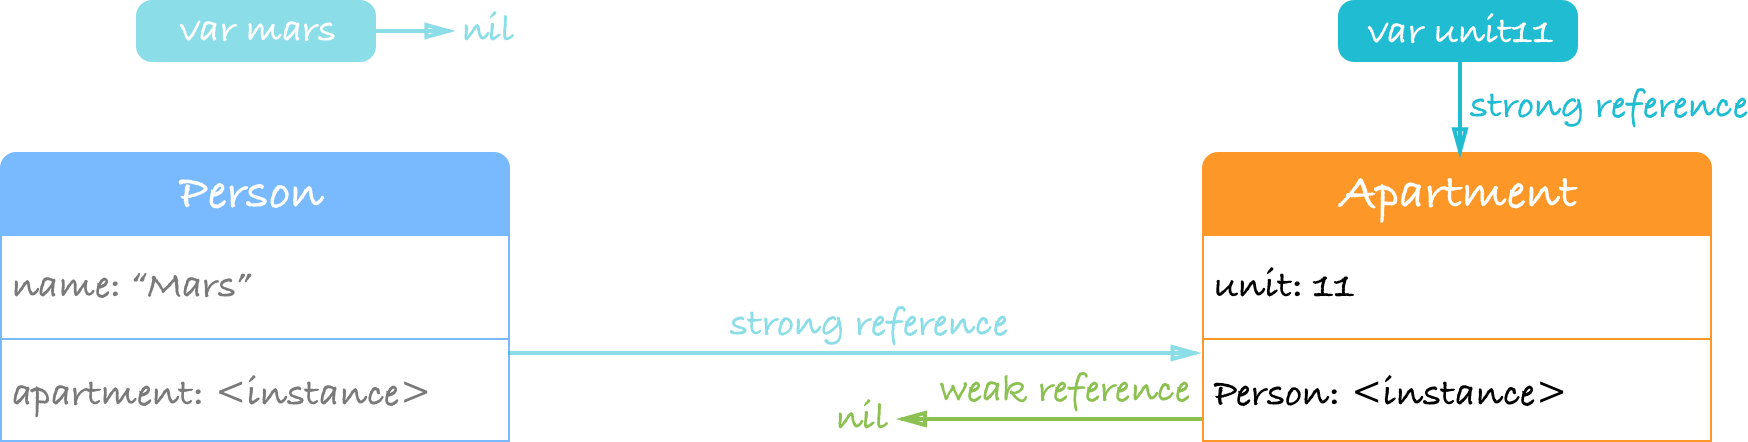 var mars
nil
var unit11
strong reference
Person
name: “Mars”
apartment: <instance>
strong reference
weak reference
nil
Apartment
unit: 11
Person: <instance>